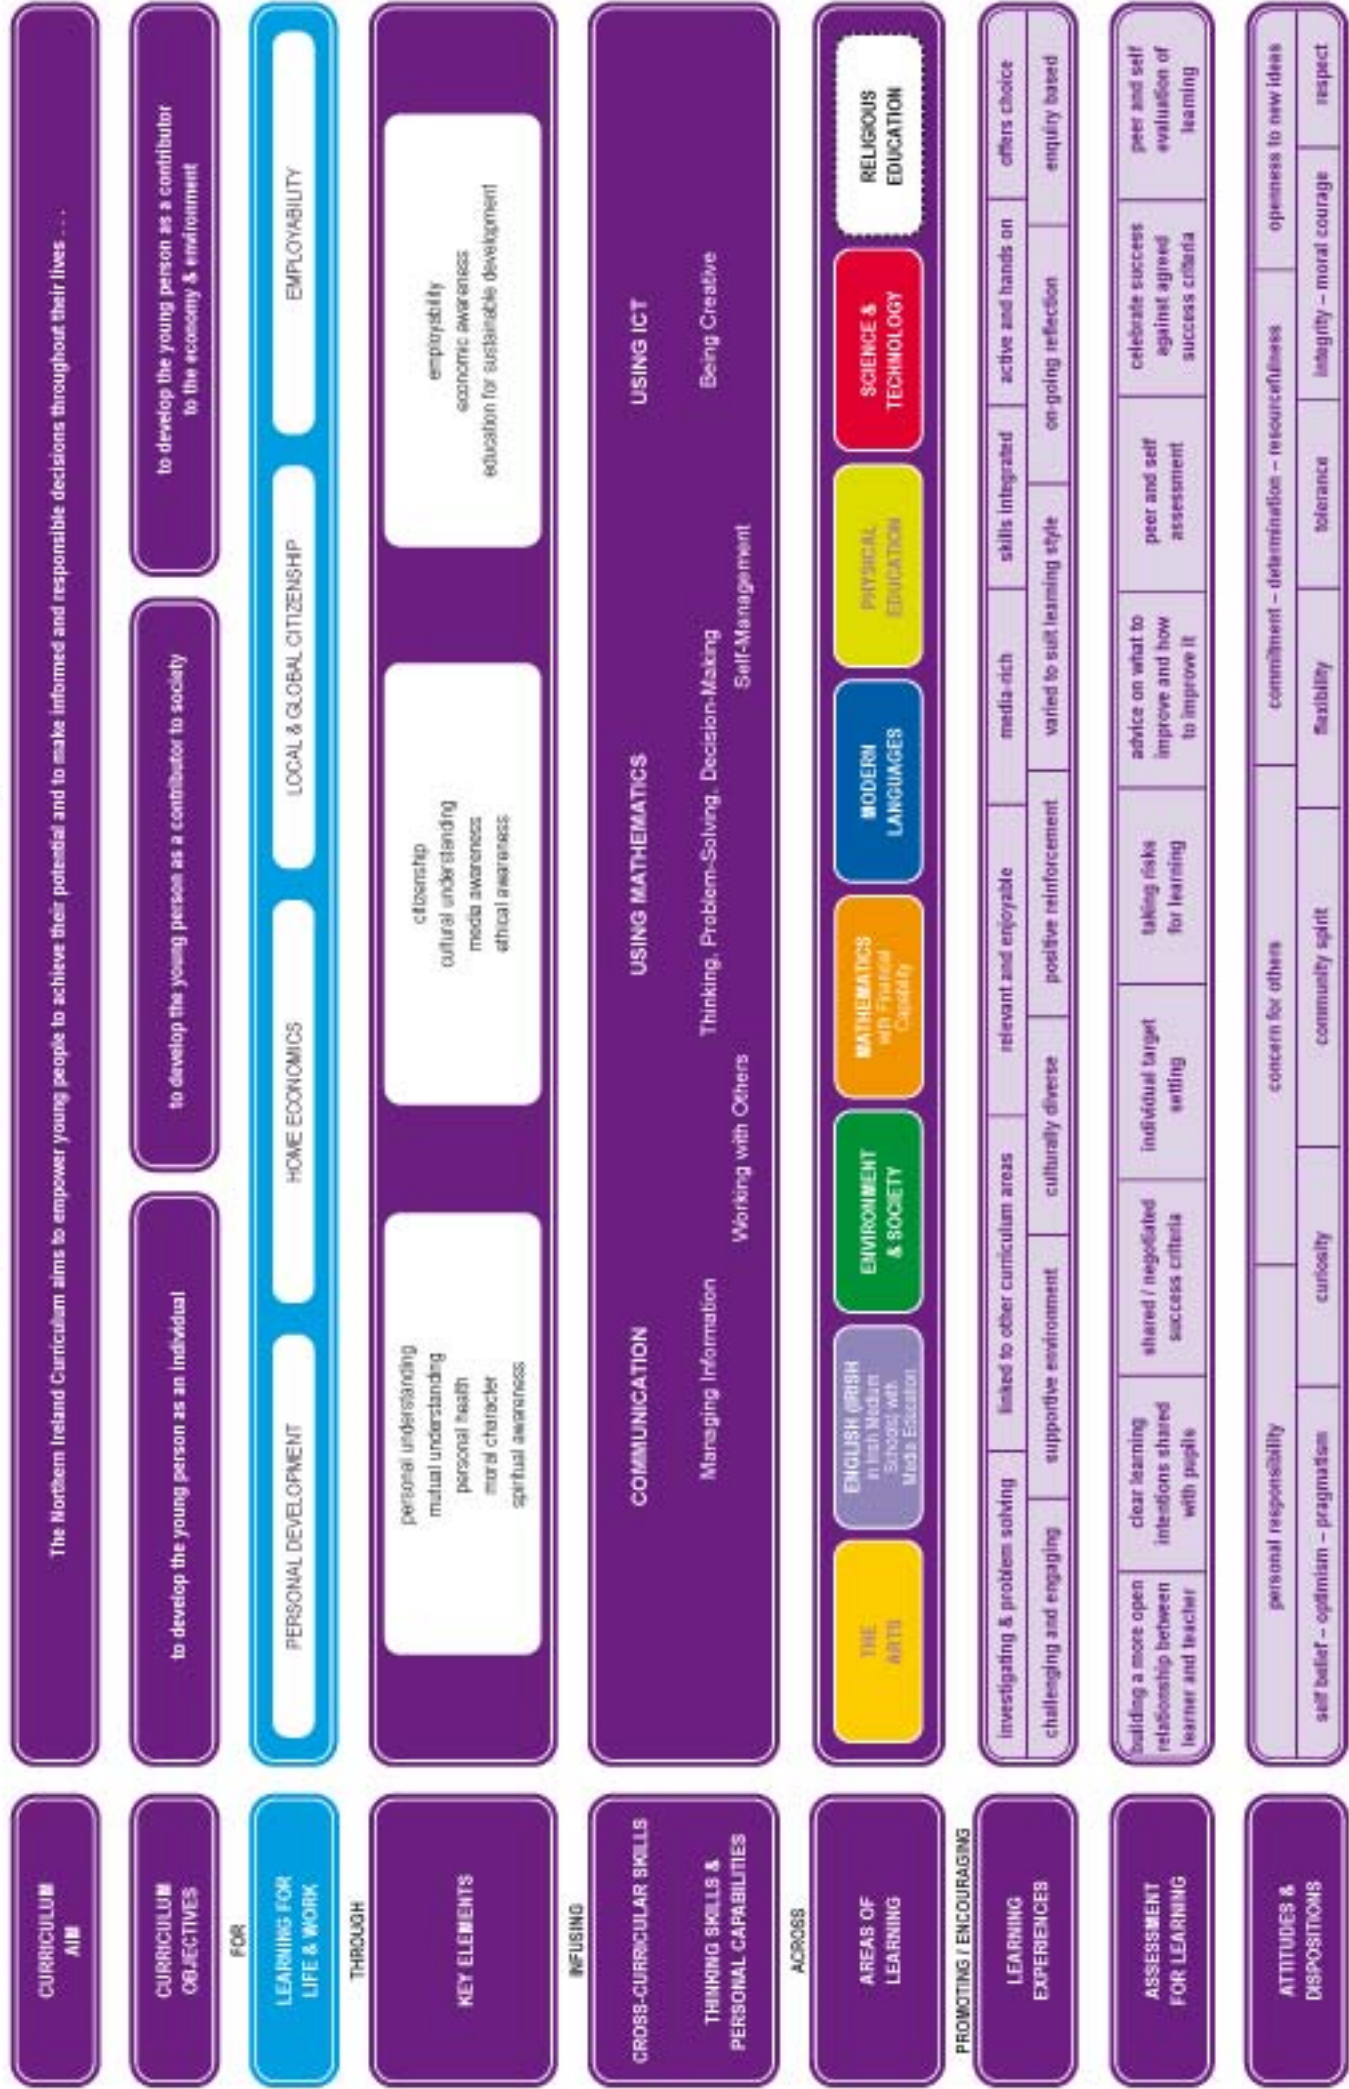 CURRICULUM
AIM
The Northern Ireland Curriculum aims to empower young people to achieve their potential and to make informed and responsible decisions throughout their lives . . .
CURRICULUM
OBJECTIVES
to develop the young person as an individual
to develop the young person as a contributor to society
to develop the young person as a contributor
to the economy & environment
FOR
LEARNING FOR
LIFE & WORK
PERSONAL DEVELOPMENT
HOME ECONOMICS
LOCAL & GLOBAL CITIZENSHIP
EMPLOYABILITY
THROUGH
KEY ELEMENTS
personal understanding
mutual understanding
personal health
moral character
spiritual awareness
citizenship
cultural understanding
media awareness
ethical awareness
employability
economic awareness
education for sustainable development
INFUSING
CROSS-CURRICULAR SKILLS
COMMUNICATION
USING MATHEMATICS
USING ICT
THINKING SKILLS &
PERSONAL CAPABILITIES
Managing Information
Working with Others
Thinking, Problem-Solving, Decision-Making
Self-Management
Being Creative
ACROSS
AREAS OF
LEARNING
THE
ARTS
ENGLISH (IRISH
in Irish Medium
Schools) with
Media Education
ENVIRONMENT
& SOCIETY
MATHEMATICS
with Financial
Capability
MODERN
LANGUAGES
PHYSICAL
EDUCATION
SCIENCE &
TECHNOLOGY
RELIGIOUS
EDUCATION
PROMOTING / ENCOURAGING
LEARNING
EXPERIENCES
investigating & problem solving
linked to other curriculum areas
relevant and enjoyable
media-rich
skills integrated
active and hands on
offers choice
challenging and engaging
supportive environment
culturally diverse
positive reinforcement
varied to suit learning style
on-going reflection
enquiry based
ASSESSMENT
FOR LEARNING
building a more open
relationship between
learner and teacher
clear learning
intentions shared
with pupils
shared / negotiated
success criteria
individual target
setting
taking risks
for learning
advice on what to
improve and how
to improve it
peer and self
assessment
celebrate success
against agreed
success criteria
peer and self
evaluation of
learning
ATTITUDES &
DISPOSITIONS
personal responsibility
concern for others
commitment – determination – resourcefulness
openness to new ideas
self belief – optimism – pragmatism
curiosity
community spirit
flexibility
tolerance
integrity – moral courage
respect